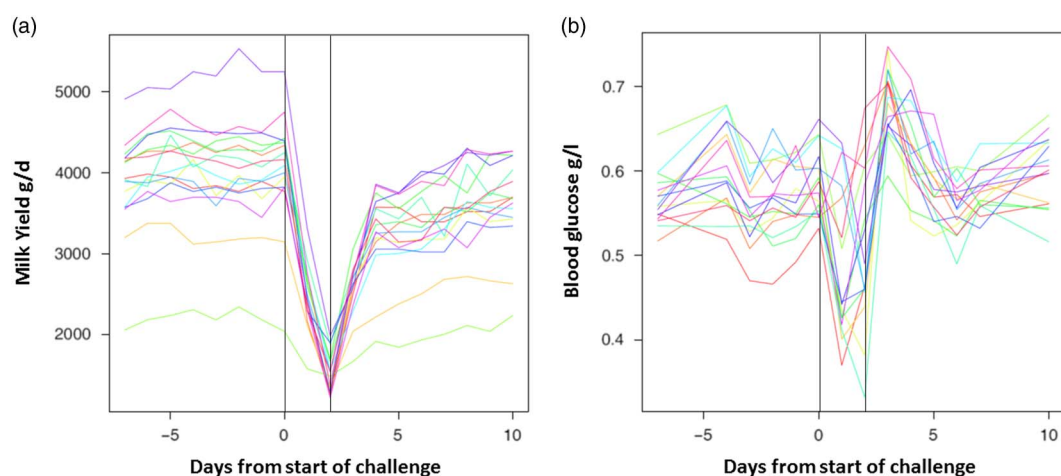 (a)
Milk Yield g/d
5000
4000
3000
2000
−5
0
5
10
Days from start of challenge
(b)
Blood glucose g/l
0.7
0.6
0.5
0.4
−5
0
5
10
Days from start of challenge